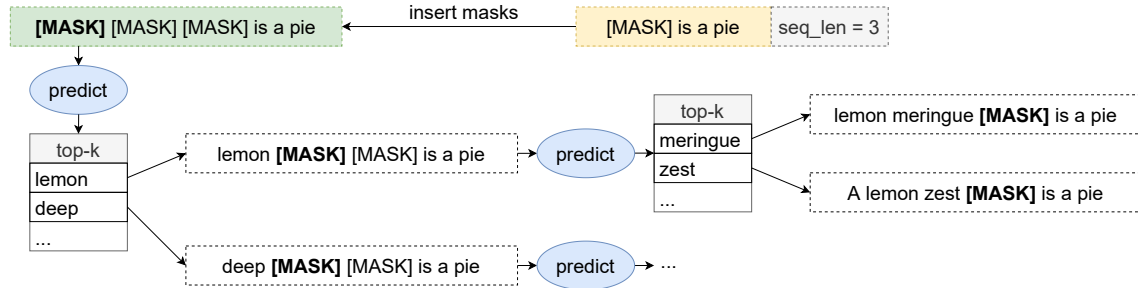 [MASK] [MASK] [MASK] is a pie
insert masks
[MASK] is a pie
seq_len = 3
predict
top-k
lemon
deep
...
lemon [MASK] [MASK] is a pie
predict
top-k
meringue
zest
...
lemon meringue [MASK] is a pie
A lemon zest [MASK] is a pie
deep [MASK] [MASK] is a pie
predict
...